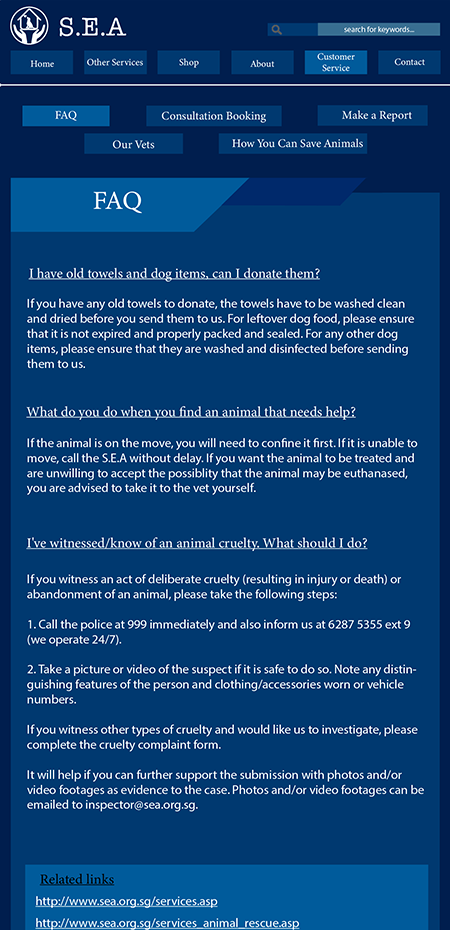 S.E.A
search for keywords...
Home
Other Services
Shop
About
Customer
Service
Contact
FAQ
Consultation Booking
Make a Report
Our Vets
How You Can Save Animals
FAQ
I have old towels and dog items, can I donate them?
If you have any old towels to donate, the towels have to be washed clean
and dried before you send them to us. For leftover dog food, please ensure
that it is not expired and properly packed and sealed. For any other dog
items, please ensure that they are washed and disinfected before sending
them to us.
What do you do when you find an animal that needs help?
If the animal is on the move, you will need to confine it first. If it is unable to
move, call the S.E.A without delay. If you want the animal to be treated and
are unwilling to accept the possiblity that the animal may be euthanased,
you are advised to take it to the vet yourself.
I've witnessed/know of an animal cruelty. What should I do?
If you witness an act of deliberate cruelty (resulting in injury or death) or
abandonment of an animal, please take the following steps:
1. Call the police at 999 immediately and also inform us at 6287 5355 ext 9
(we operate 24/7).
2. Take a picture or video of the suspect if it is safe to do so. Note any distin-
guishing features of the person and clothing/accessories worn or vehicle
numbers.
If you witness other types of cruelty and would like us to investigate, please
complete the cruelty complaint form.
It will help if you can further support the submission with photos and/or
video footages as evidence to the case. Photos and/or video footages can be
emailed to inspector@sea.org.sg.
Related links
http://www.sea.org.sg/services.asp
http://www.sea.org.sg/services_animal_rescue.asp